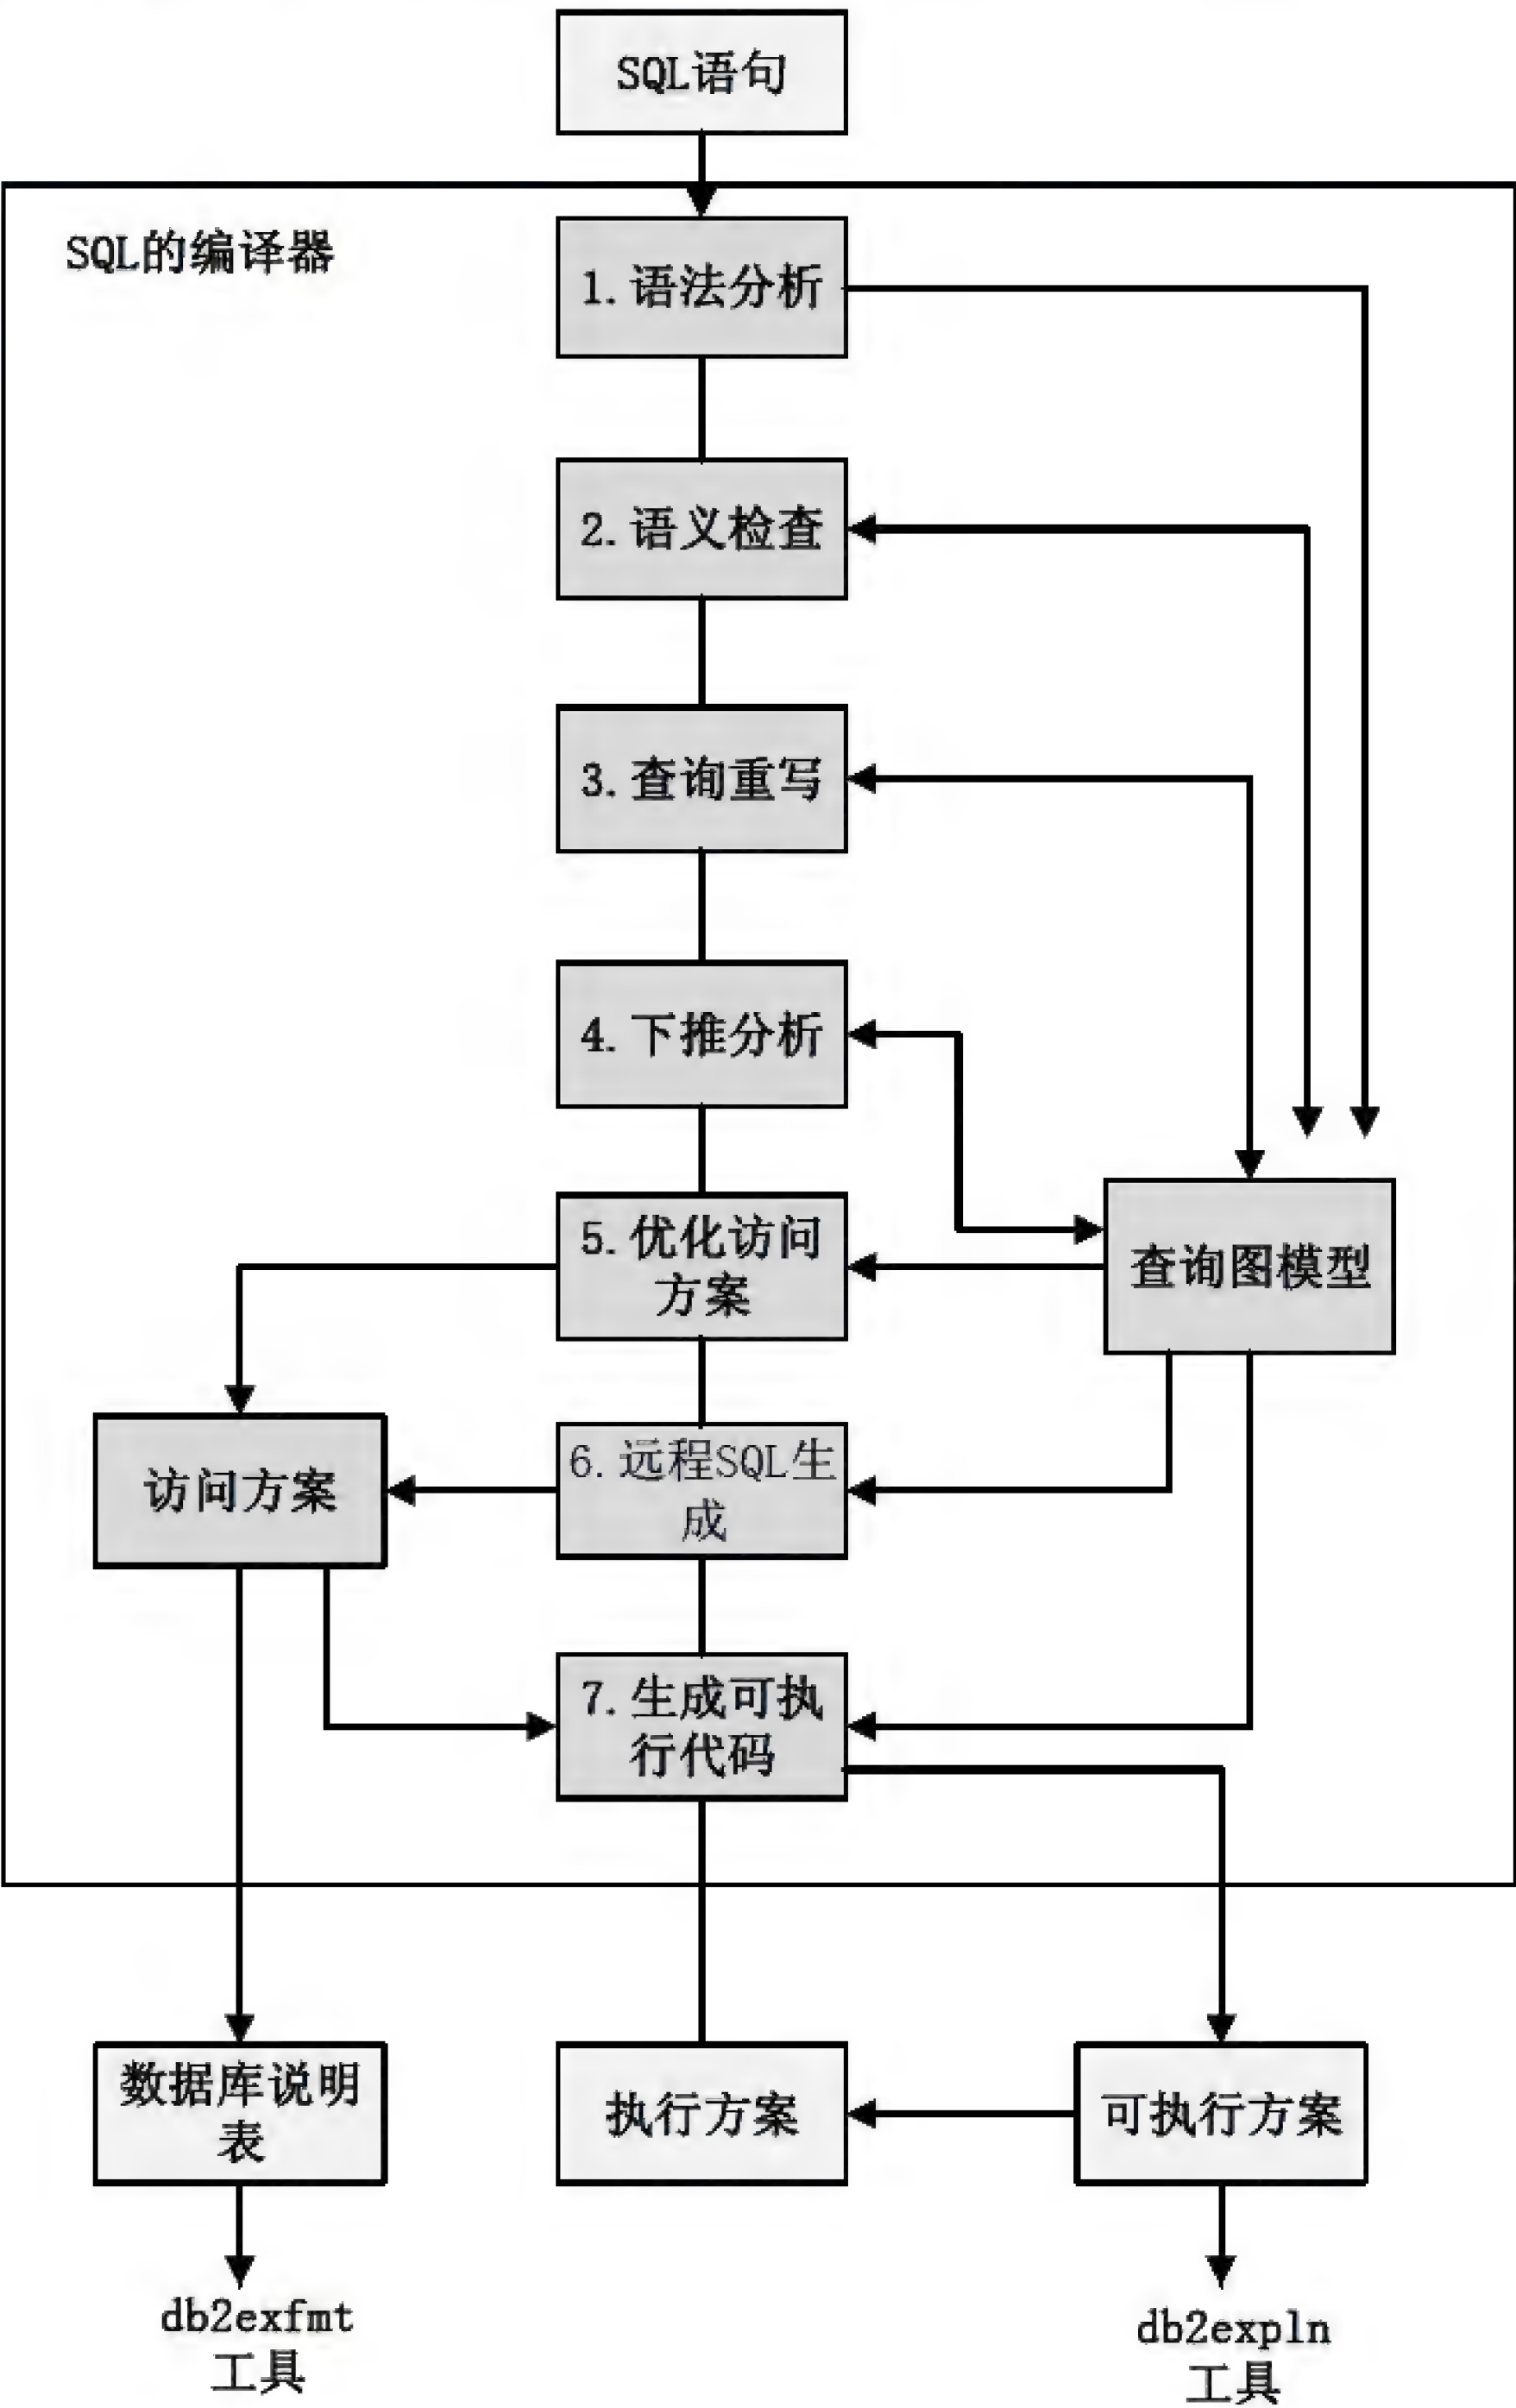 SQL语句
SQL的编译器
1.语法分析
2.语义检查
3.查询重写
4.下推分析
5.优化访问
方案
查询图模型
访问方案
6.远程SQL生
成
7.生成可执
行代码
数据库说明
表
执行方案
可执行方案
db2exfmt
工具
db2expln
工具